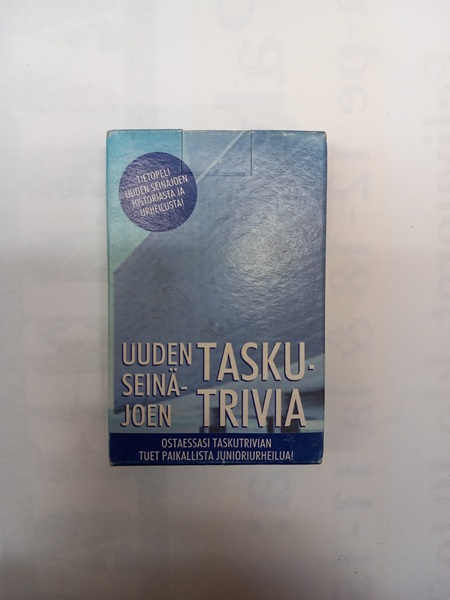 TIETOPELI
UUDEN SEINÄJOEN
HISTORIASTA JA
URHEILUSTA!
UUDEN
SEINÄ-
JOEN
TASKU-
TRIVIA
OSTAESSASI TASKUTRIVIAN
TUET PAIKALLISTA JUNIORIURHEILUA!